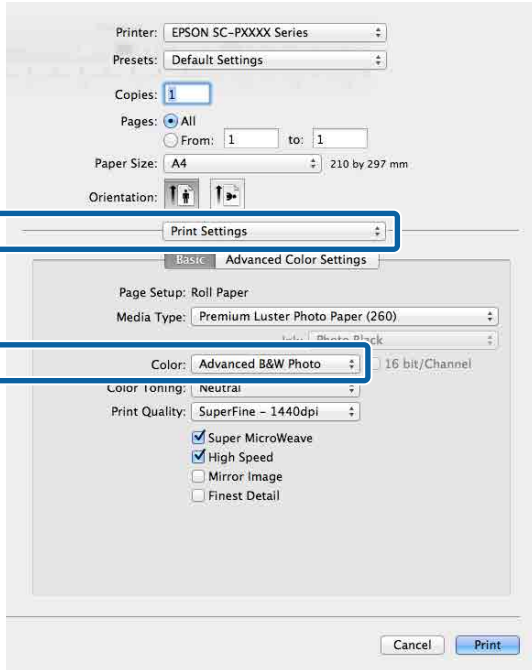 Printer: EPSON SC-PXXXX Series
Presets: Default Settings
Copies: 1
Pages: All
From: 1 to: 1
Paper Size: A4 210 by 297 mm
Orientation:
Print Settings
Basic Advanced Color Settings
Page Setup: Roll Paper
Media Type: Premium Luster Photo Paper (260)
Ink: Photo Black
Color: Advanced B&W Photo 16 bit/Channel
Color Toning: Neutral
Print Quality: SuperFine - 1440dpi
Super MicroWeave
High Speed
Mirror Image
Finest Detail
Cancel Print